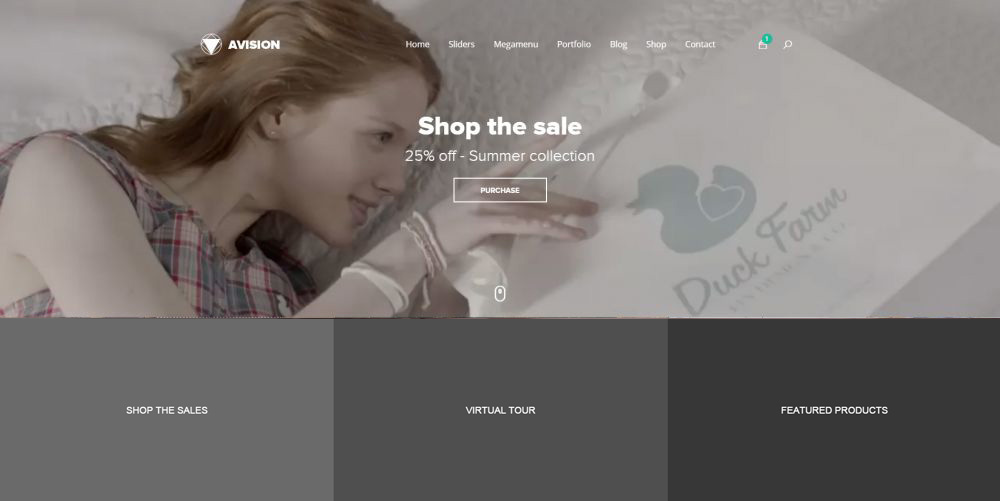 AVISION
Home Sliders Megamenu Portfolio Blog Shop Contact
1
Shop the sale
25% off - Summer collection
PURCHASE
Duck Farm
SHOP THE SALES
VIRTUAL TOUR
FEATURED PRODUCTS